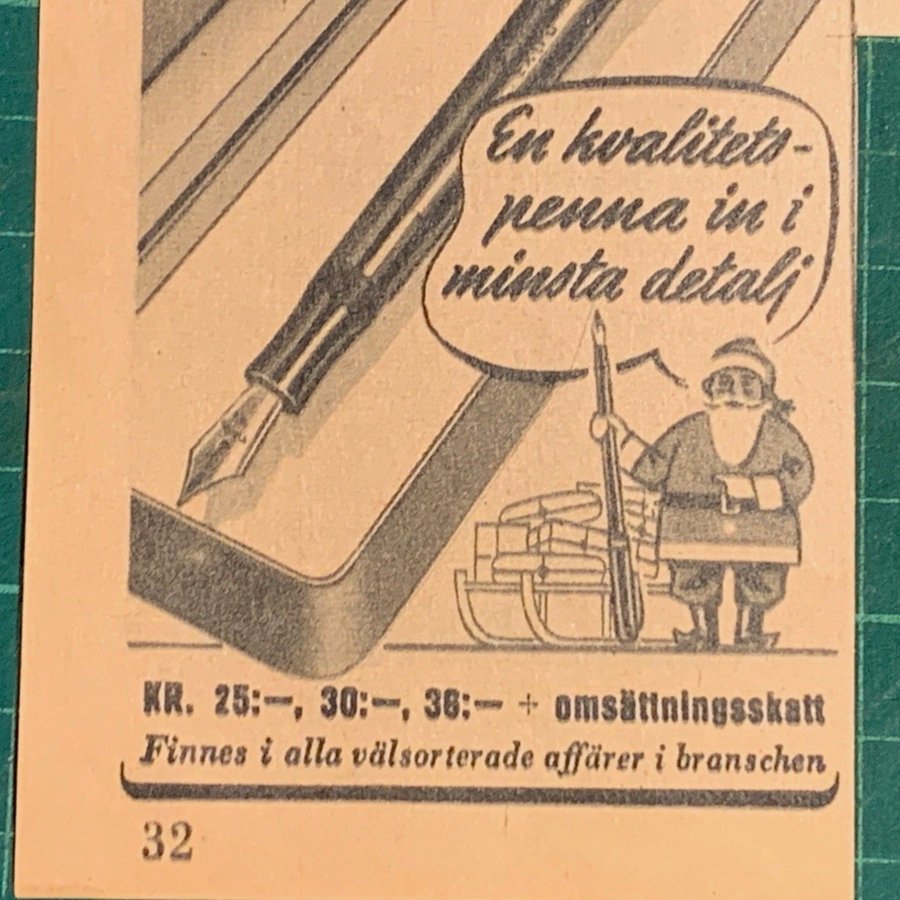 En kvalitets-
penna in i
minsta detalj
KR. 25:—, 30:—, 36:— + omsättningsskatt
Finnes i alla välsorterade affärer i branschen
32